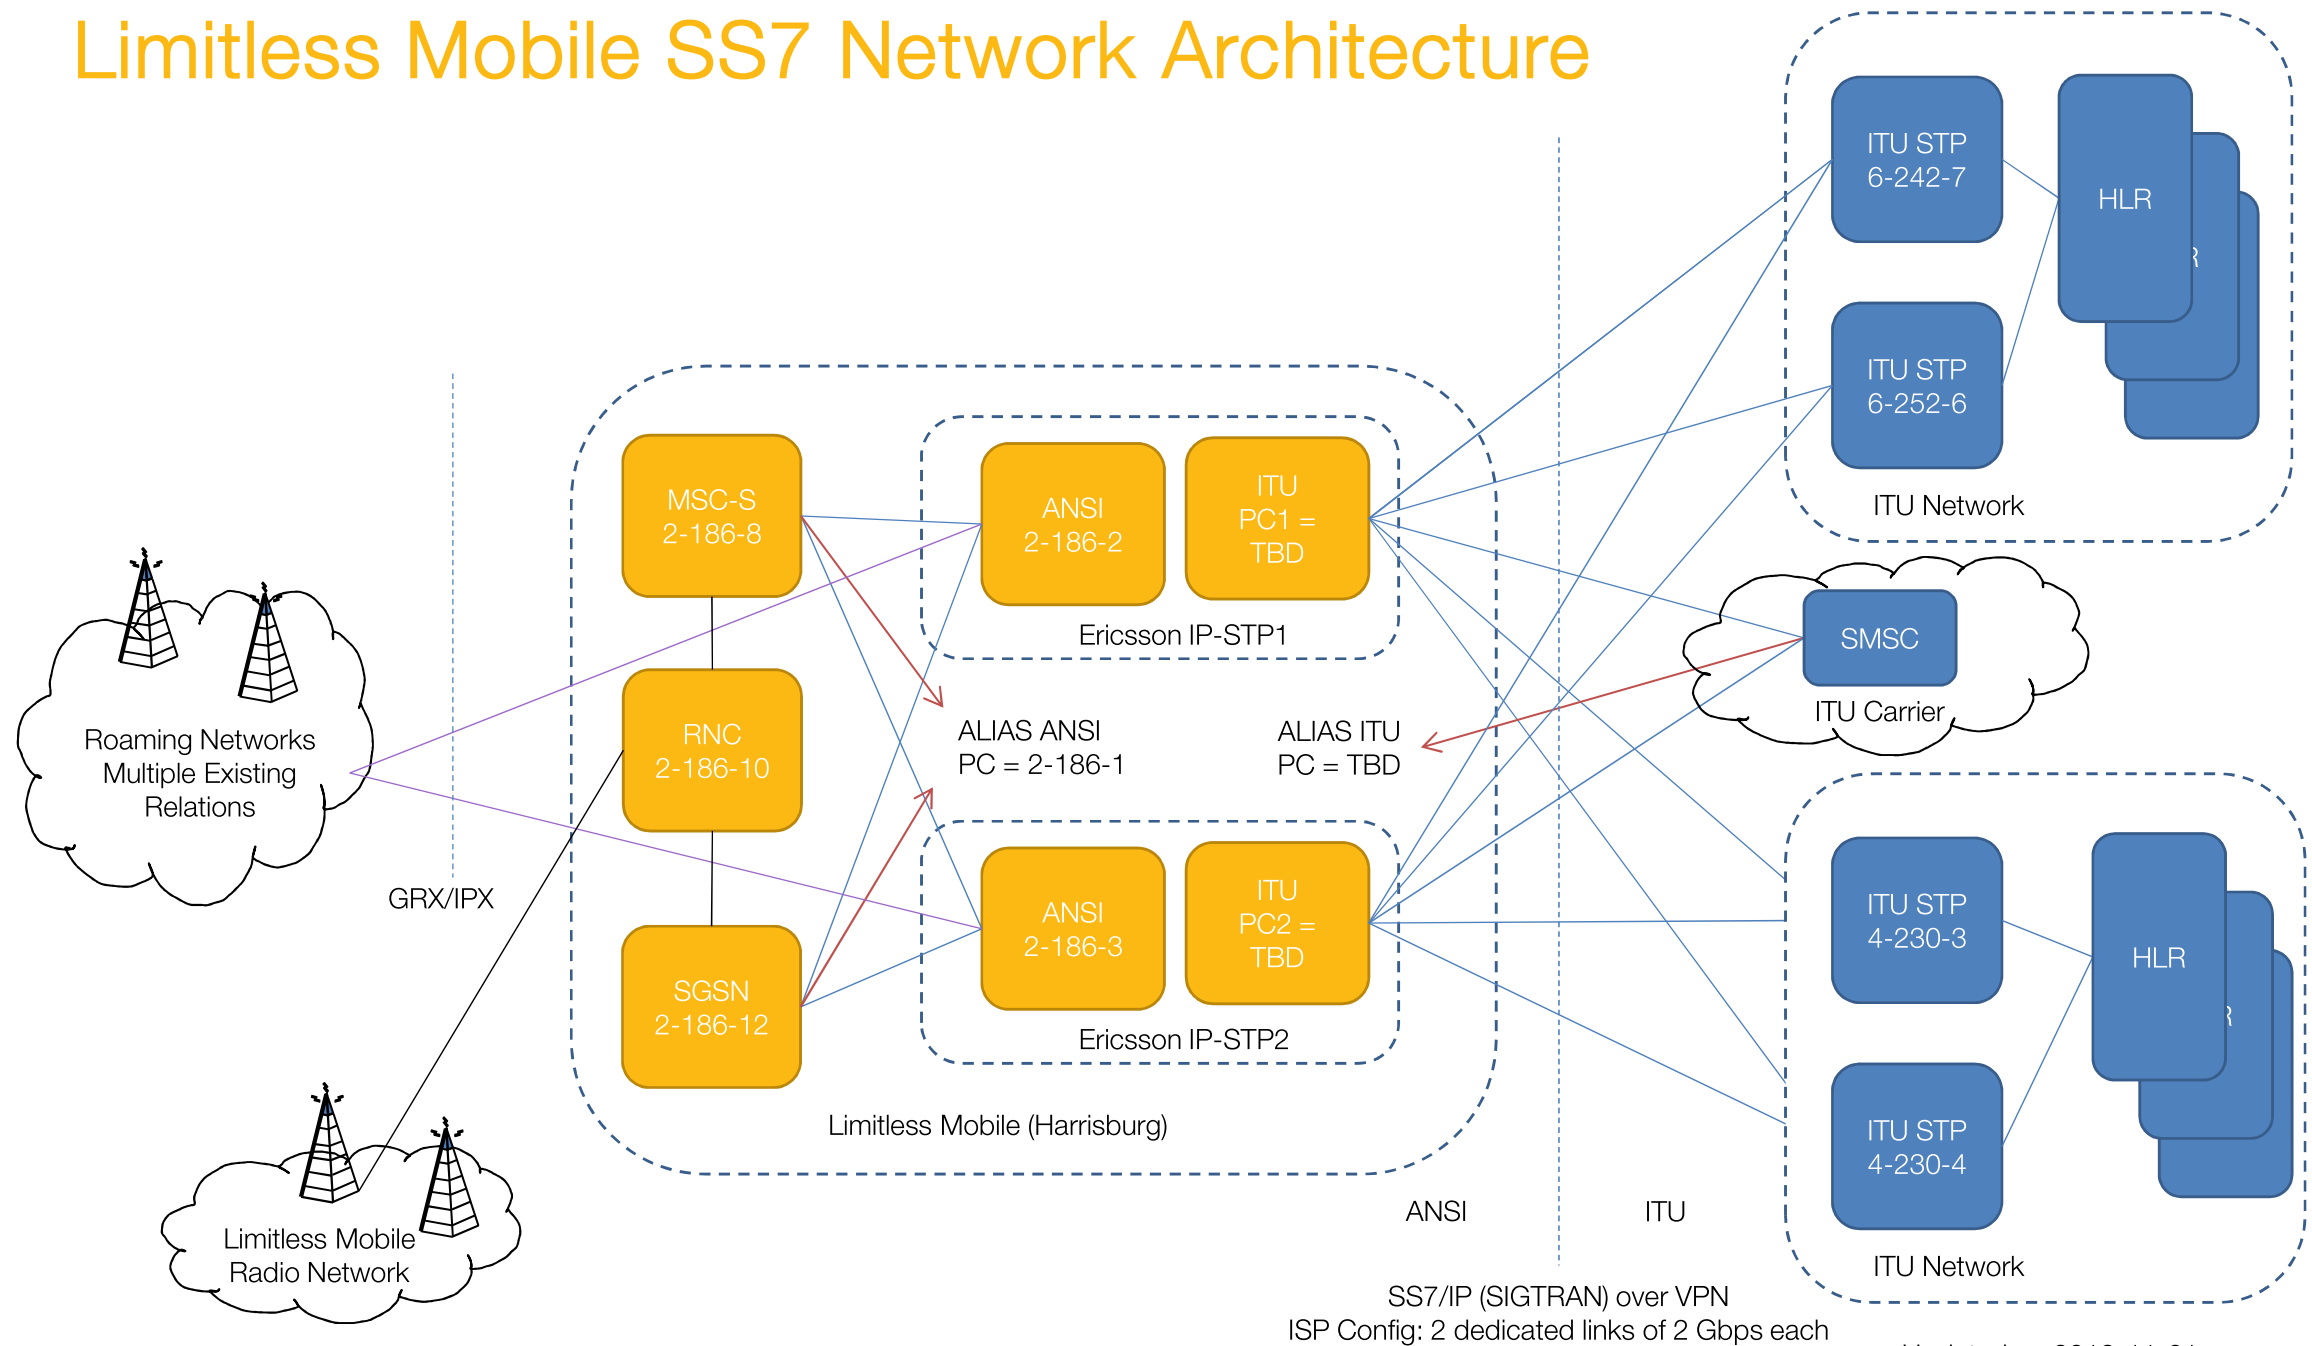 Limitless Mobile SS7 Network Architecture
ITU STP
6-242-7
HLR
R
ITU STP
6-252-6
ITU Network
MSC-S
2-186-8
ANSI
2-186-2
ITU
PC1 =
TBD
Ericsson IP-STP1
SMSC
ITU Carrier
Roaming Networks
Multiple Existing
Relations
GRX/IPX
RNC
2-186-10
ALIAS ANSI
PC = 2-186-1
ALIAS ITU
PC = TBD
SGSN
2-186-12
ANSI
2-186-3
ITU
PC2 =
TBD
Ericsson IP-STP2
Limitless Mobile (Harrisburg)
ITU STP
4-230-3
HLR
R
ITU STP
4-230-4
ITU Network
Limitless Mobile
Radio Network
ANSI
ITU
SS7/IP (SIGTRAN) over VPN
ISP Config: 2 dedicated links of 2 Gbps each